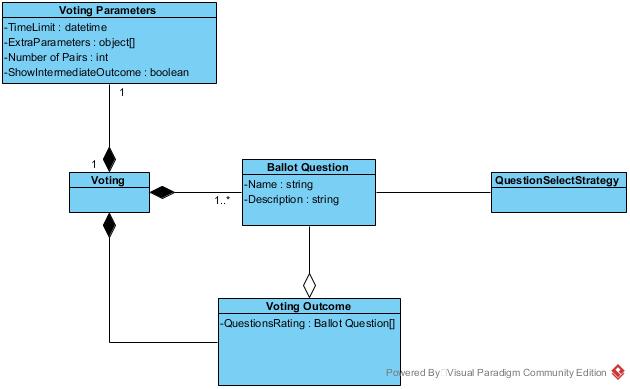 Voting Parameters
-TimeLimit : datetime
-ExtraParameters : object[]
-Number of Pairs : int
-ShowIntermediateOutcome : boolean
1
1
Voting
1..*
Ballot Question
-Name : string
-Description : string
QuestionSelectStrategy
Voting Outcome
-QuestionsRating : Ballot Question[]
Powered By Visual Paradigm Community Edition